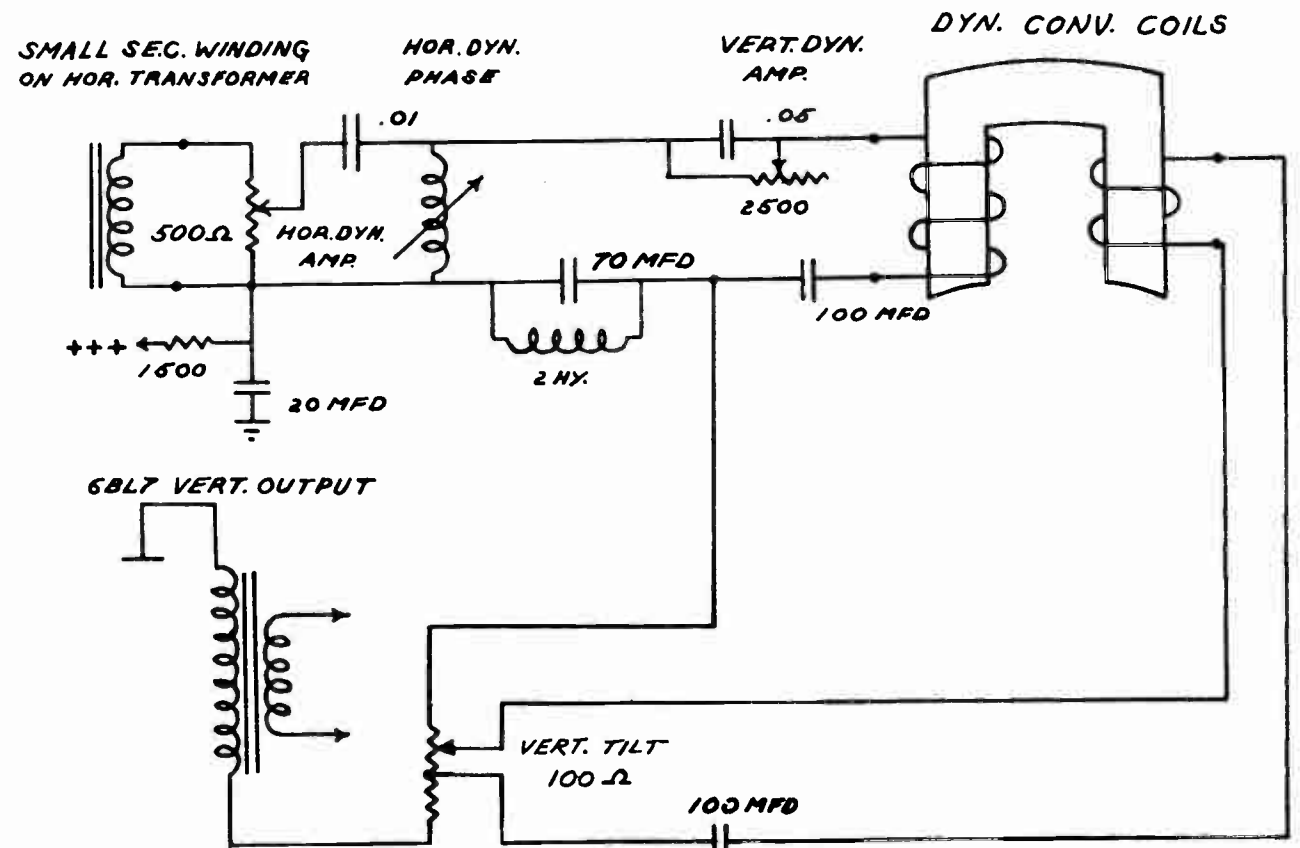 SMALL SEC. WINDING
ON HOR. TRANSFORMER
HOR. DYN.
PHASE
VERT. DYN.
AMP.
DYN. CONV. COILS
.01
.05
500Ω
HOR. DYN.
AMP.
2500
70 MFD
100 MFD
2 HY.
+++
1500
20 MFD
6BL7 VERT. OUTPUT
VERT. TILT
100 Ω
100 MFD